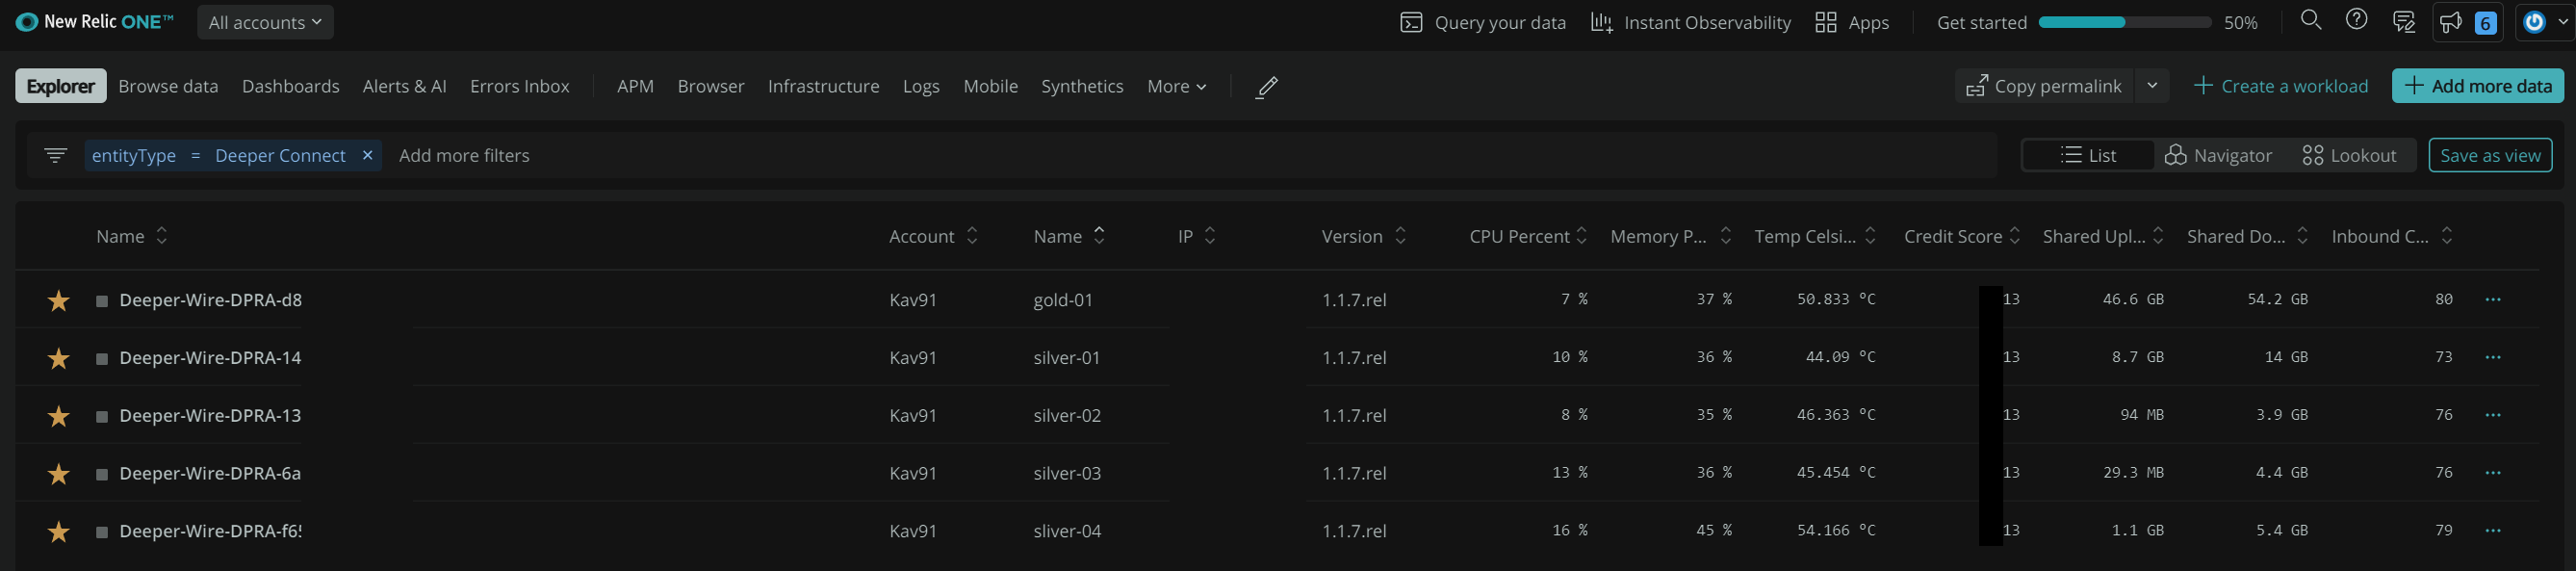 New Relic ONE™ All accounts Query your data Instant Observability Apps Get started 50% 6
Explorer Browse data Dashboards Alerts & AI Errors Inbox APM Browser Infrastructure Logs Mobile Synthetics More Copy permalink + Create a workload + Add more data
entityType = Deeper Connect × Add more filters List Navigator Lookout Save as view
Name Account Name IP Version CPU Percent Memory P... Temp Celsi... Credit Score Shared Upl... Shared Do... Inbound C...
Deeper-Wire-DPRA-d8 Kav91 gold-01 1.1.7.rel 7 % 37 % 50.833 ºC 13 46.6 GB 54.2 GB 80 ...
Deeper-Wire-DPRA-14 Kav91 silver-01 1.1.7.rel 10 % 36 % 44.09 ºC 13 8.7 GB 14 GB 73 ...
Deeper-Wire-DPRA-13 Kav91 silver-02 1.1.7.rel 8 % 35 % 46.363 ºC 13 94 MB 3.9 GB 76 ...
Deeper-Wire-DPRA-6a Kav91 silver-03 1.1.7.rel 13 % 36 % 45.454 ºC 13 29.3 MB 4.4 GB 76 ...
Deeper-Wire-DPRA-f65 Kav91 sliver-04 1.1.7.rel 16 % 45 % 54.166 ºC 13 1.1 GB 5.4 GB 79 ...